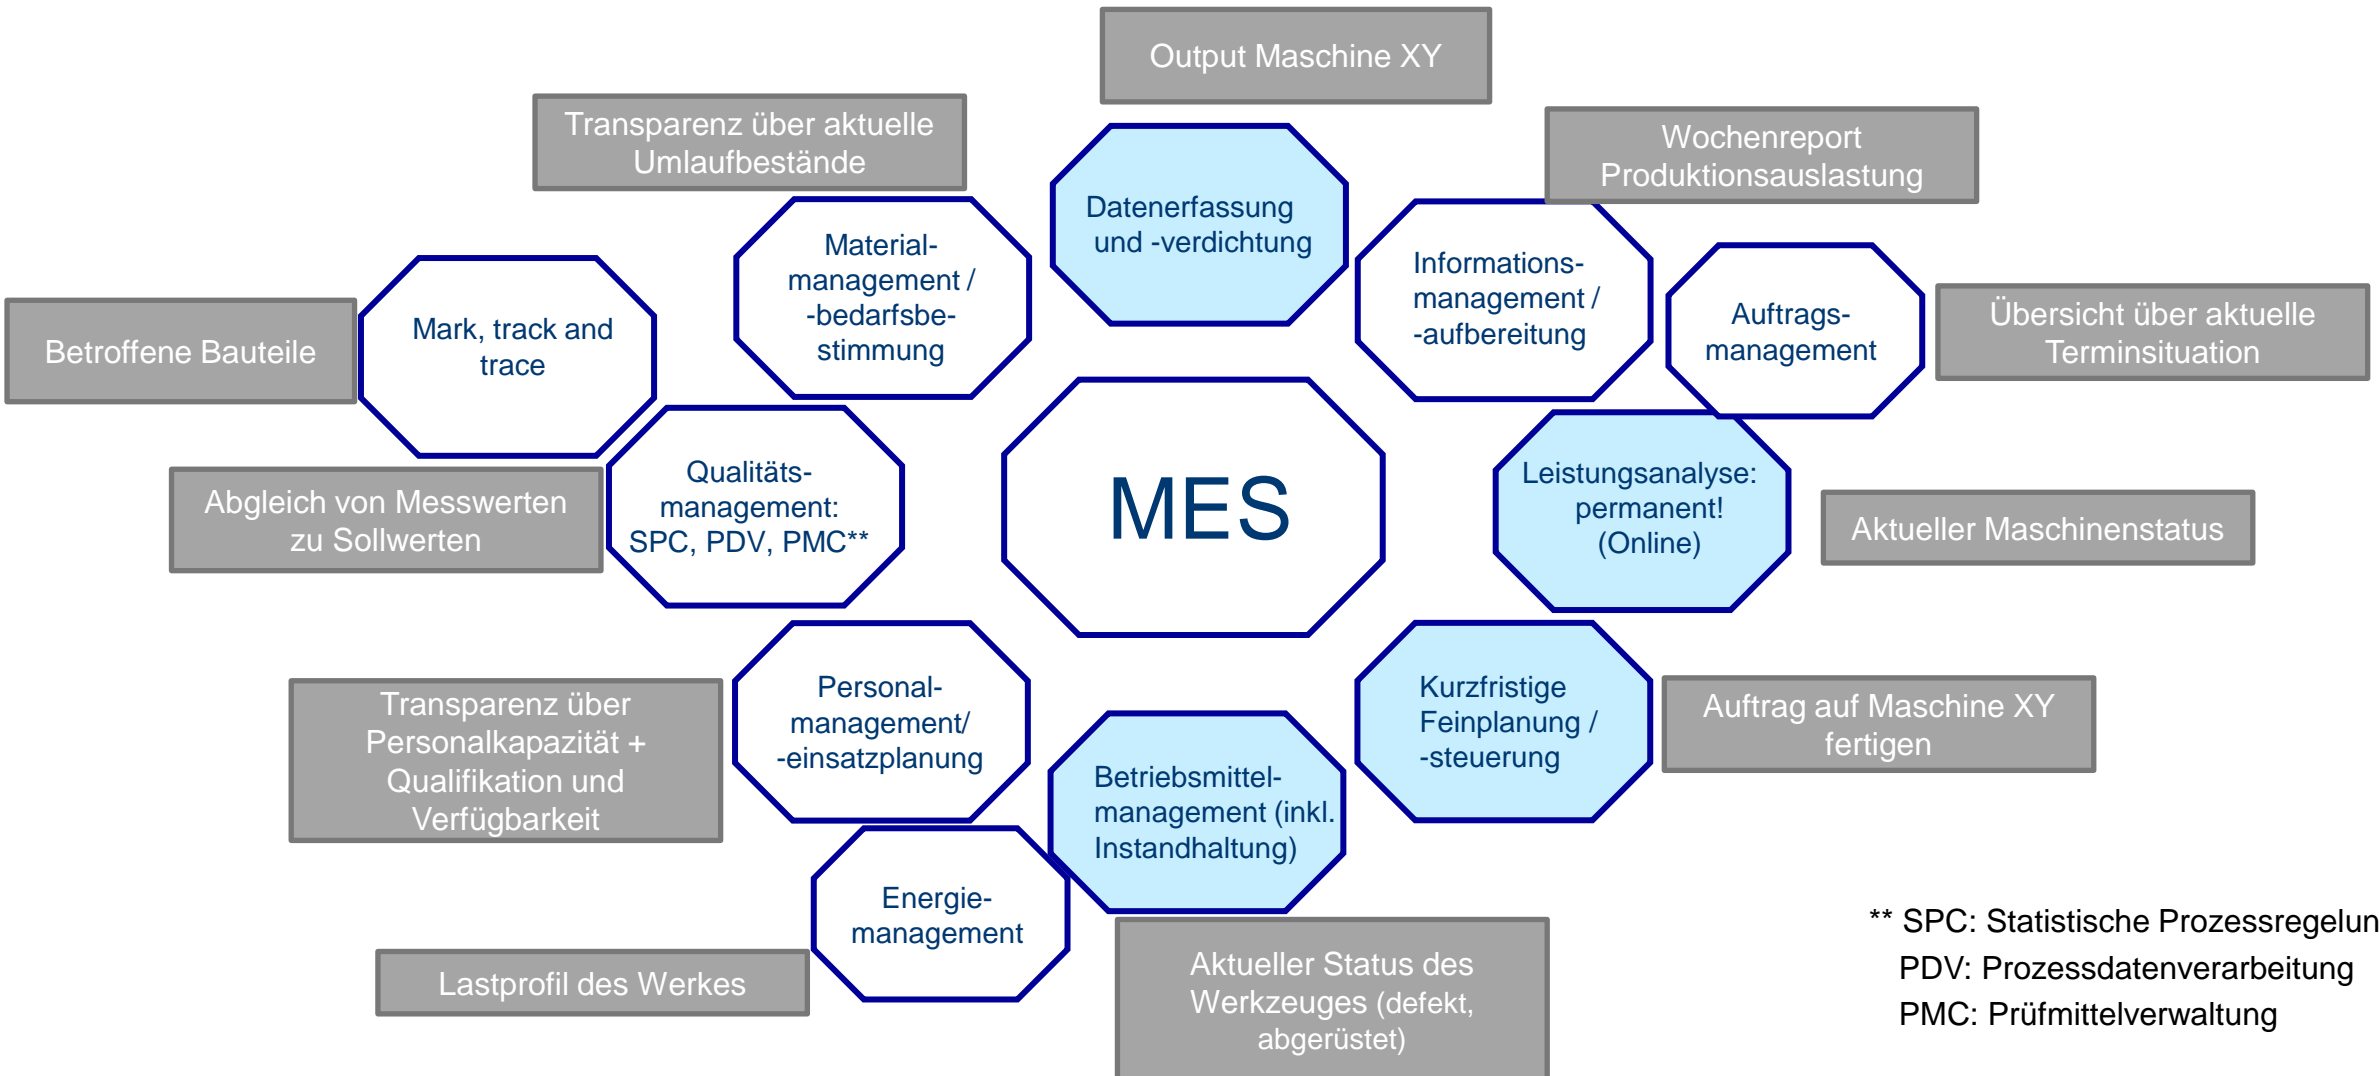 Output Maschine XY
Transparenz über aktuelle
Umlaufbestände
Wochenreport
Produktionsauslastung
Datenerfassung
und -verdichtung
Material-
management /
-bedarfsbe-
stimmung
Informations-
management /
-aufbereitung
Mark, track and
trace
Auftrags-
management
Betroffene Bauteile
Übersicht über aktuelle
Terminsituation
Qualitäts-
management:
SPC, PDV, PMC**
MES
Leistungsanalyse:
permanent!
(Online)
Abgleich von Messwerten
zu Sollwerten
Aktueller Maschinenstatus
Personal-
management/
-einsatzplanung
Kurzfristige
Feinplanung /
-steuerung
Transparenz über
Personalkapazität +
Qualifikation und
Verfügbarkeit
Auftrag auf Maschine XY
fertigen
Betriebsmittel-
management (inkl.
Instandhaltung)
Energie-
management
Lastprofil des Werkes
Aktueller Status des
Werkzeuges (defekt,
abgerüstet)
** SPC: Statistische Prozessregelun
PDV: Prozessdatenverarbeitung
PMC: Prüfmittelverwaltung